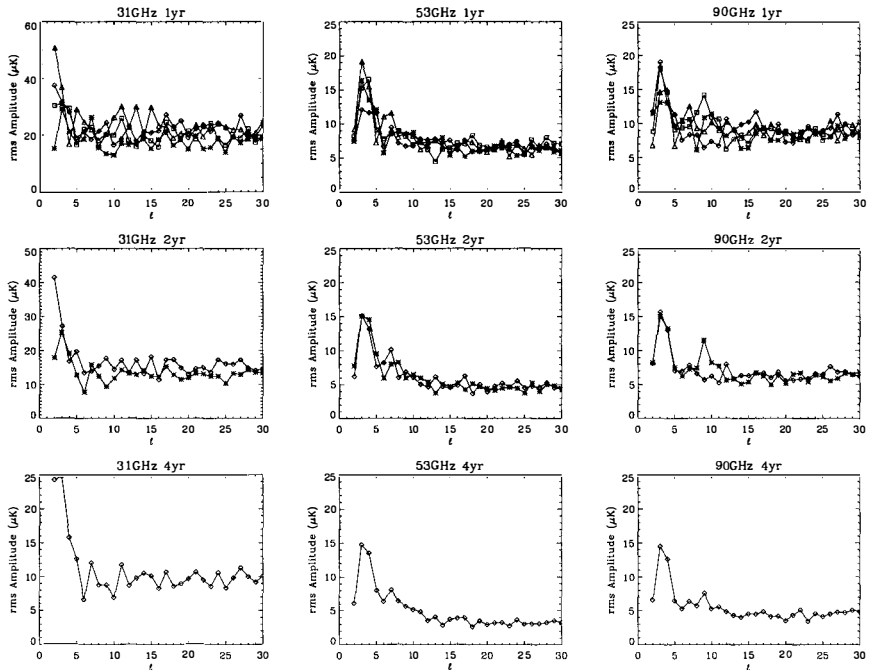 31GHz 1yr
rms Amplitude (μK)
60
40
20
0
0 5 10 15 20 25 30
ℓ
53GHz 1yr
rms Amplitude (μK)
25
20
15
10
5
0
0 5 10 15 20 25 30
ℓ
90GHz 1yr
rms Amplitude (μK)
25
20
15
10
5
0
0 5 10 15 20 25 30
ℓ
31GHz 2yr
rms Amplitude (μK)
50
40
30
20
10
0
0 5 10 15 20 25 30
ℓ
53GHz 2yr
rms Amplitude (μK)
25
20
15
10
5
0
0 5 10 15 20 25 30
ℓ
90GHz 2yr
rms Amplitude (μK)
25
20
15
10
5
0
0 5 10 15 20 25 30
ℓ
31GHz 4yr
rms Amplitude (μK)
25
20
15
10
5
0
0 5 10 15 20 25 30
ℓ
53GHz 4yr
rms Amplitude (μK)
25
20
15
10
5
0
0 5 10 15 20 25 30
ℓ
90GHz 4yr
rms Amplitude (μK)
25
20
15
10
5
0
0 5 10 15 20 25 30
ℓ